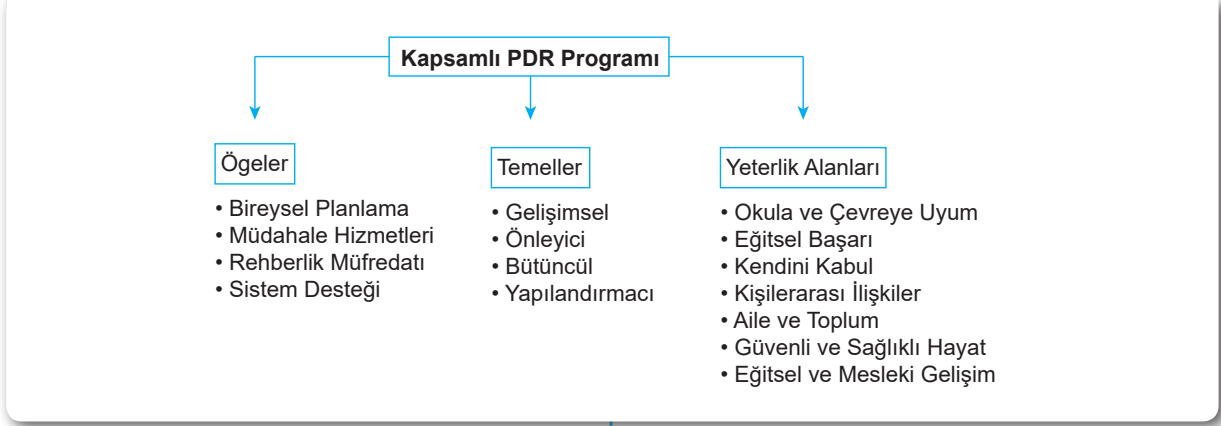 Kapsamlı PDR Programı
Ögeler
• Bireysel Planlama
• Müdahale Hizmetleri
• Rehberlik Müfredatı
• Sistem Desteği
Temeller
• Gelişimsel
• Önleyici
• Bütüncül
• Yapılandırmacı
Yeterlik Alanları
• Okula ve Çevreye Uyum
• Eğitsel Başarı
• Kendini Kabul
• Kişilerarası İlişkiler
• Aile ve Toplum
• Güvenli ve Sağlıklı Hayat
• Eğitsel ve Mesleki Gelişim